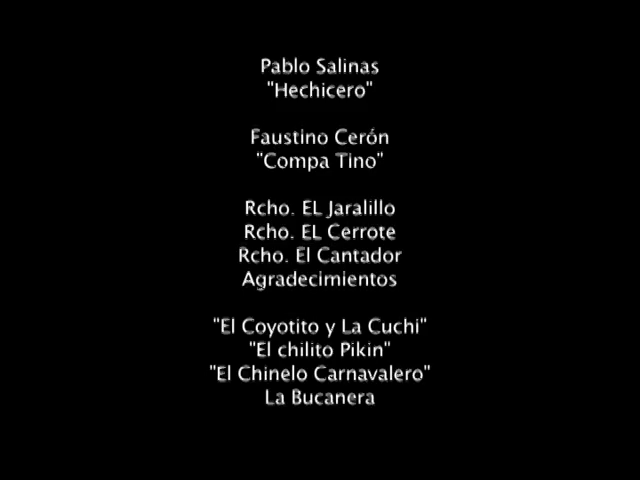 Pablo Salinas
"Hechicero"
Faustino Cerón
"Compa Tino"
Rcho. EL Jaralillo
Rcho. EL Cerrote
Rcho. El Cantador
Agradecimientos
"El Coyotito y La Cuchi"
"El chilito Pikin"
"El Chinelo Carnavalero"
La Bucanera